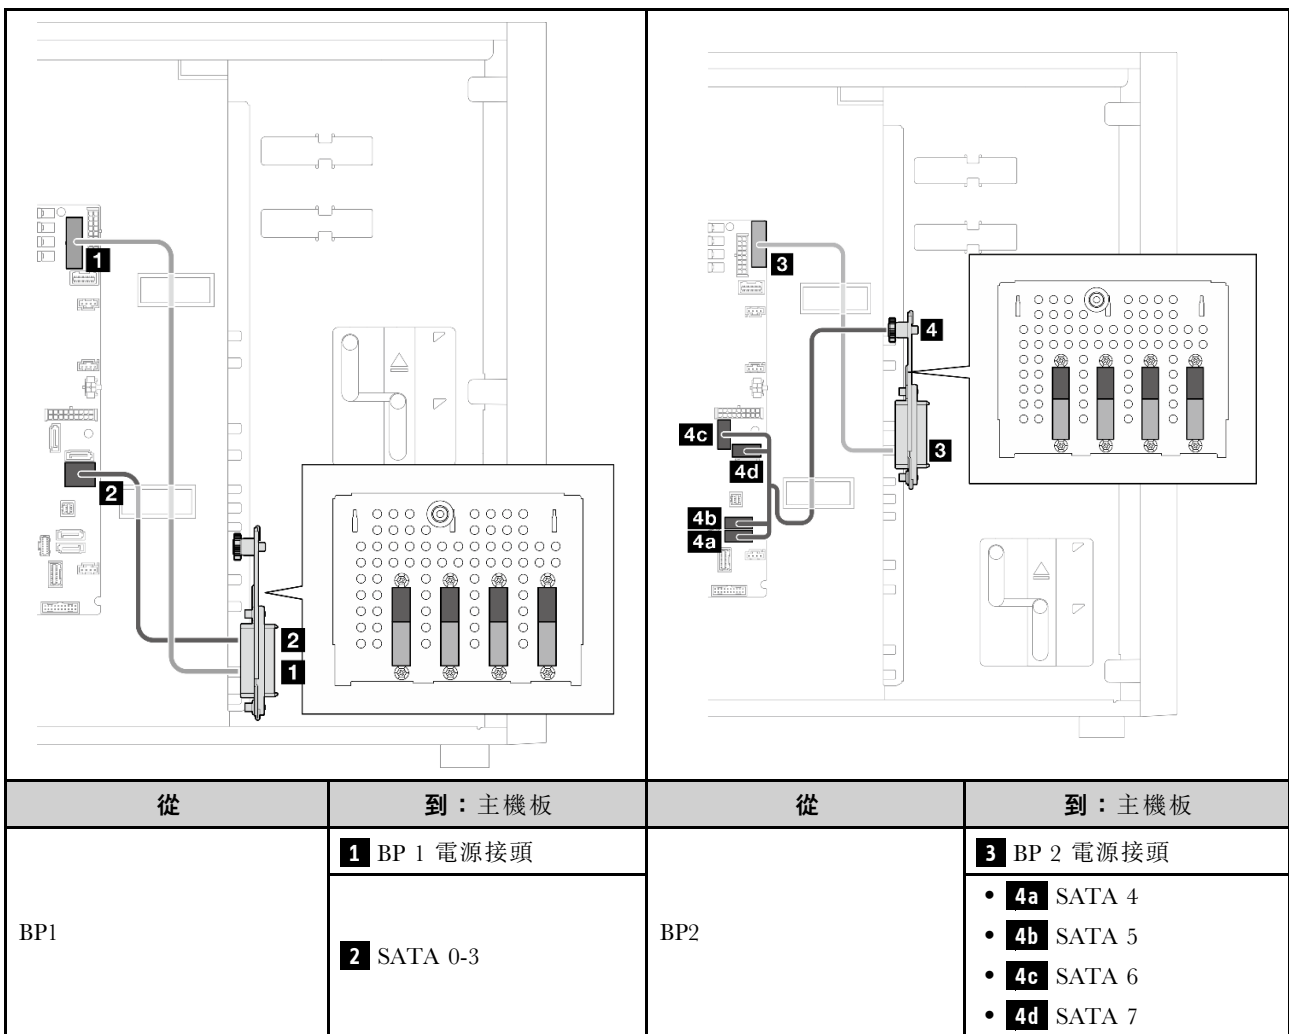 1
2
2
1
3
4
4c
4d
3
4b
4a
從
到：主機板
從
到：主機板
BP1
1 BP 1 電源接頭
2 SATA 0-3
BP2
3 BP 2 電源接頭
• 4a SATA 4
• 4b SATA 5
• 4c SATA 6
• 4d SATA 7